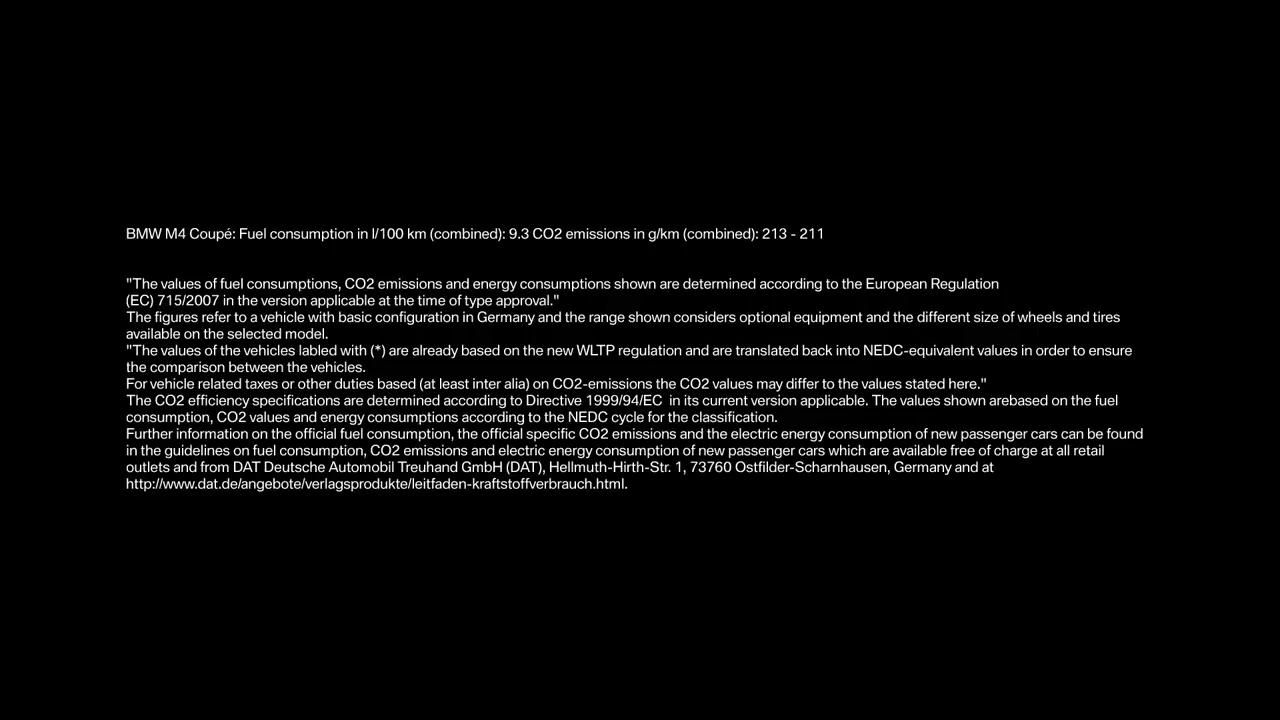 BMW M4 Coupé: Fuel consumption in l/100 km (combined): 9.3 CO2 emissions in g/km (combined): 213 - 211
"The values of fuel consumptions, CO2 emissions and energy consumptions shown are determined according to the European Regulation
(EC) 715/2007 in the version applicable at the time of type approval."
The figures refer to a vehicle with basic configuration in Germany and the range shown considers optional equipment and the different size of wheels and tires
available on the selected model.
"The values of the vehicles labled with (*) are already based on the new WLTP regulation and are translated back into NEDC-equivalent values in order to ensure
the comparison between the vehicles.
For vehicle related taxes or other duties based (at least inter alia) on CO2-emissions the CO2 values may differ to the values stated here."
The CO2 efficiency specifications are determined according to Directive 1999/94/EC  in its current version applicable. The values shown arebased on the fuel
consumption, CO2 values and energy consumptions according to the NEDC cycle for the classification.
Further information on the official fuel consumption, the official specific CO2 emissions and the electric energy consumption of new passenger cars can be found
in the guidelines on fuel consumption, CO2 emissions and electric energy consumption of new passenger cars which are available free of charge at all retail
outlets and from DAT Deutsche Automobil Treuhand GmbH (DAT), Hellmuth-Hirth-Str. 1, 73760 Ostfilder-Scharnhausen, Germany and at
http://www.dat.de/angebote/verlagsprodukte/leitfaden-kraftstoffverbrauch.html.